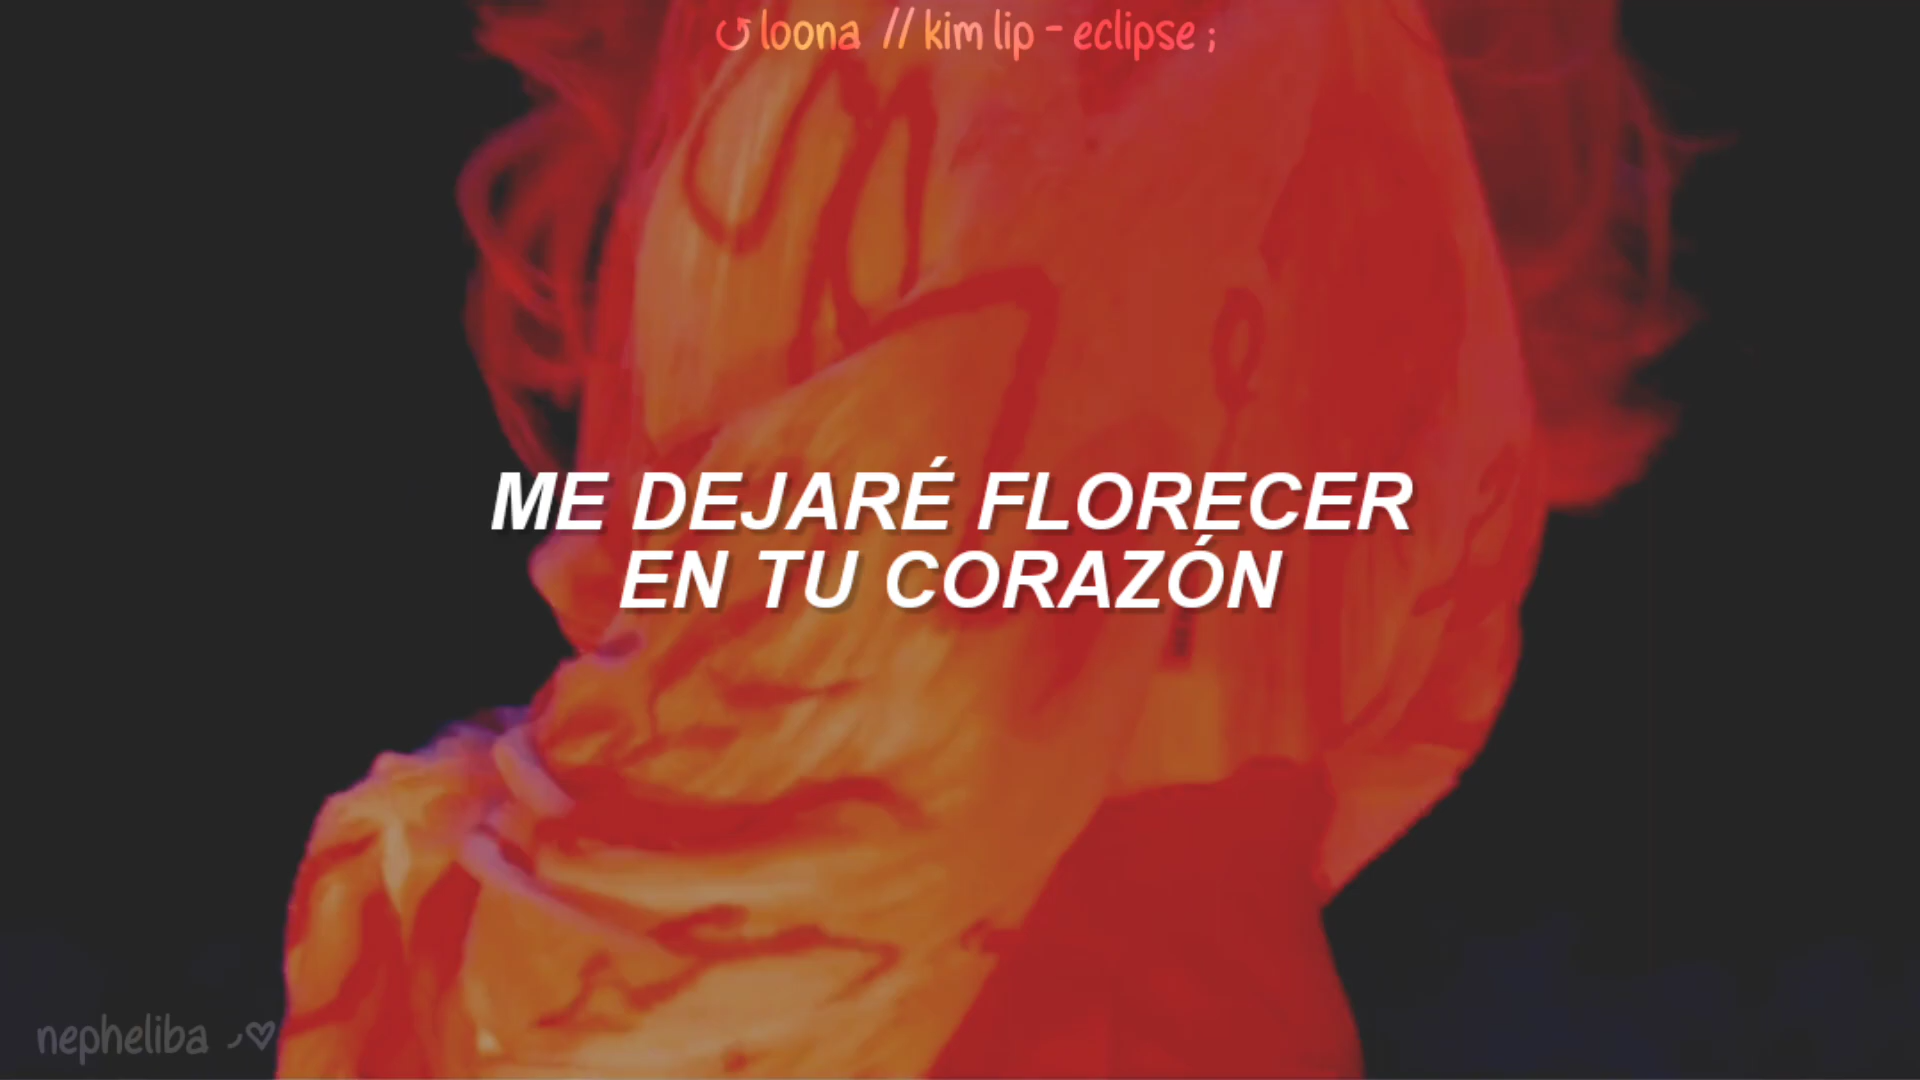 loona // kim lip - eclipse ;
ME DEJARÉ FLORECER
EN TU CORAZÓN
nepheliba